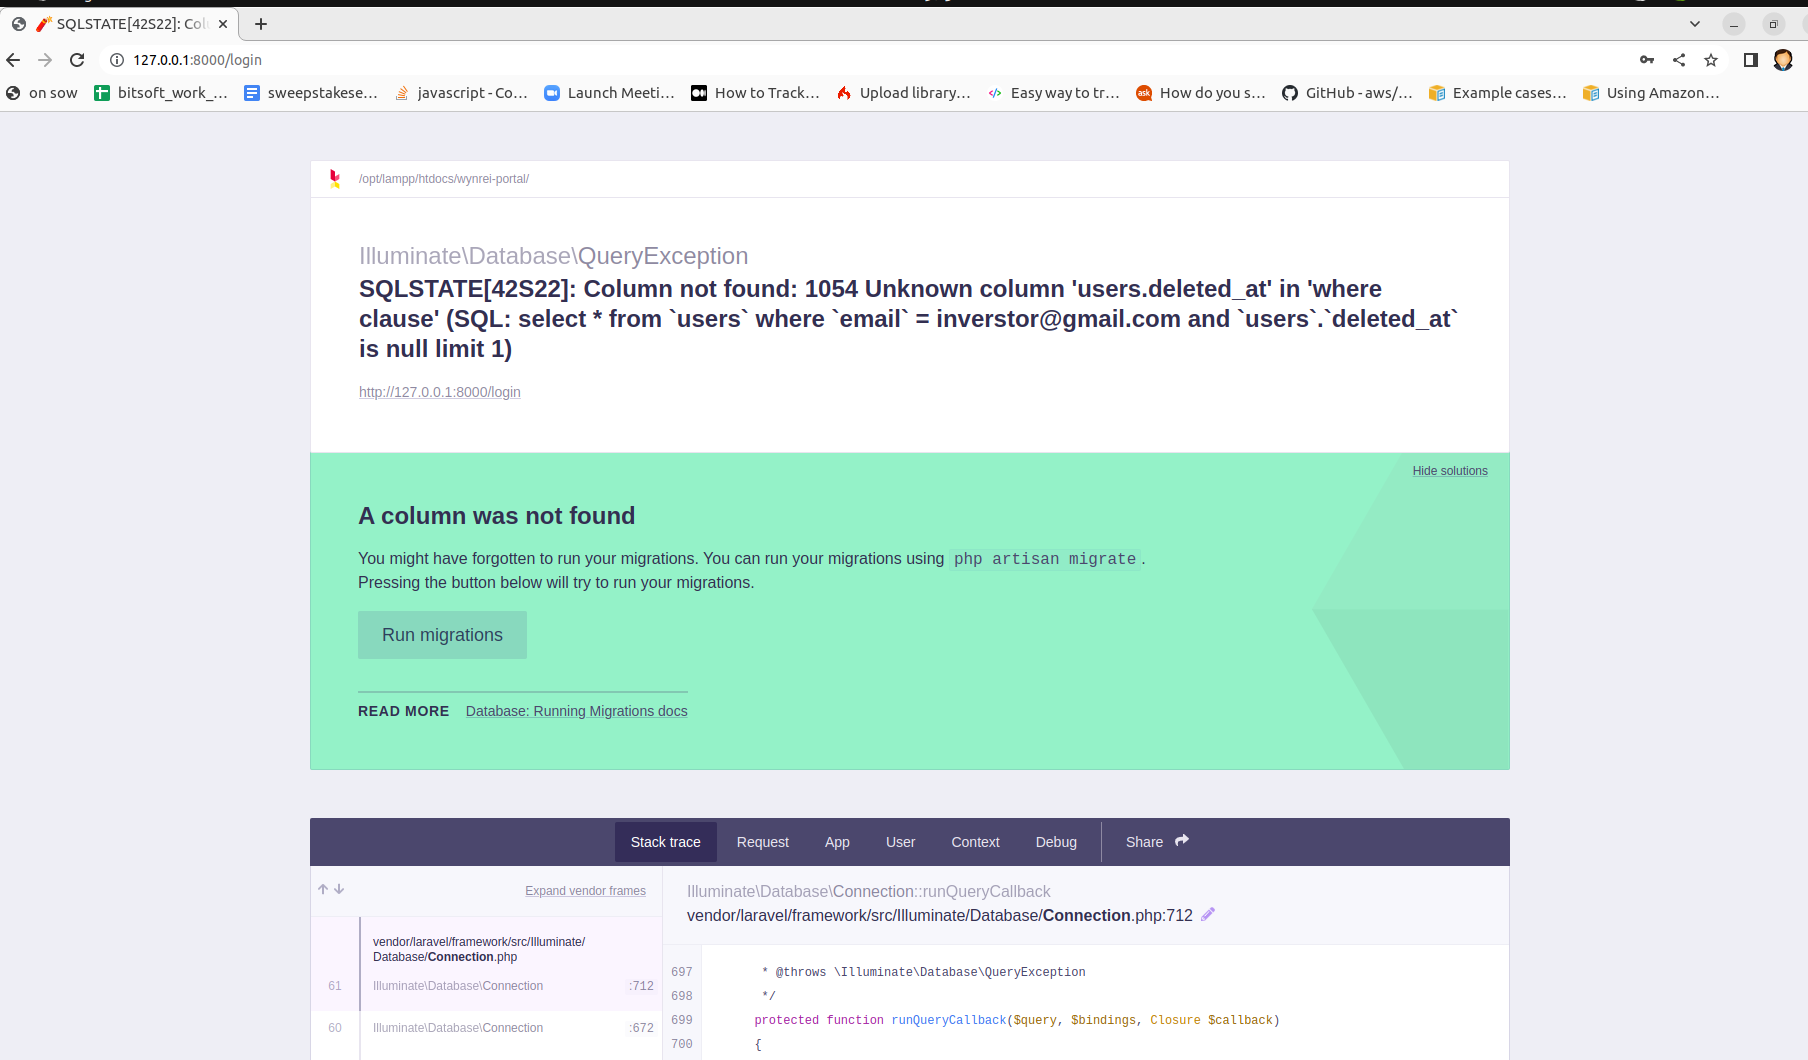 SQLSTATE[42S22]: Col
127.0.0.1:8000/login
on sow
bitsoft_work_...
sweepstakese...
javascript - Co...
Launch Meeti...
How to Track...
Upload library...
Easy way to tr...
How do you s...
GitHub - aws/...
Example cases...
Using Amazon...
/opt/lampp/htdocs/wynrei-portal/
Illuminate\Database\QueryException
SQLSTATE[42S22]: Column not found: 1054 Unknown column 'users.deleted_at' in 'where
clause' (SQL: select * from `users` where `email` = inverstor@gmail.com and `users`.`deleted_at`
is null limit 1)
http://127.0.0.1:8000/login
Hide solutions
A column was not found
You might have forgotten to run your migrations. You can run your migrations using php artisan migrate.
Pressing the button below will try to run your migrations.
Run migrations
READ MORE Database: Running Migrations docs
Stack trace Request App User Context Debug Share
Expand vendor frames
vendor/laravel/framework/src/Illuminate/
Database/Connection.php
61 Illuminate\Database\Connection :712
60 Illuminate\Database\Connection :672
Illuminate\Database\Connection::runQueryCallback
vendor/laravel/framework/src/Illuminate/Database/Connection.php:712
697 * @throws \Illuminate\Database\QueryException
698 */
699 protected function runQueryCallback($query, $bindings, Closure $callback)
700 {